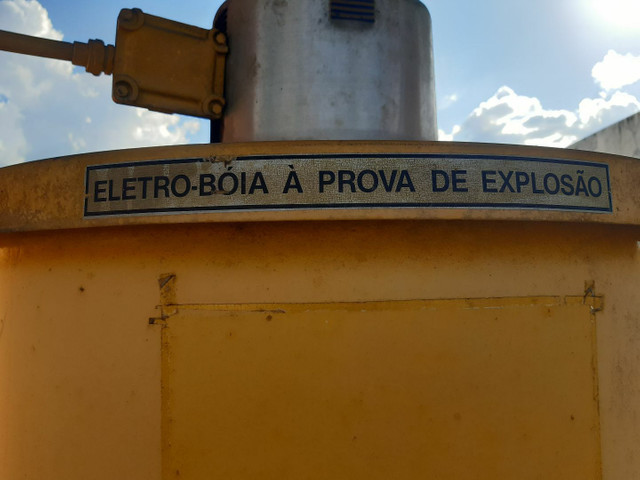 ELETRO-BÓIA À PROVA DE EXPLOSÃO